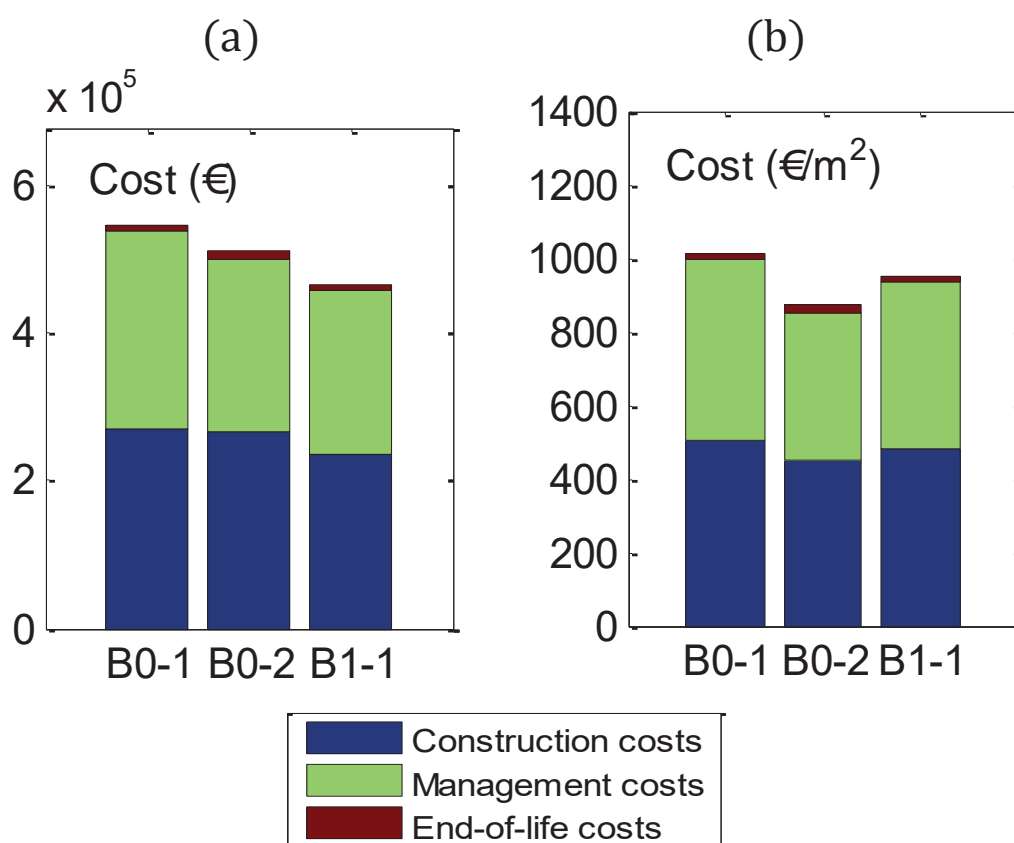 (a)
(b)
x 10^5
Cost (€)
6
4
2
0
B0-1 B0-2 B1-1
Cost (€/m²)
1400
1200
1000
800
600
400
200
0
B0-1 B0-2 B1-1
Construction costs
Management costs
End-of-life costs